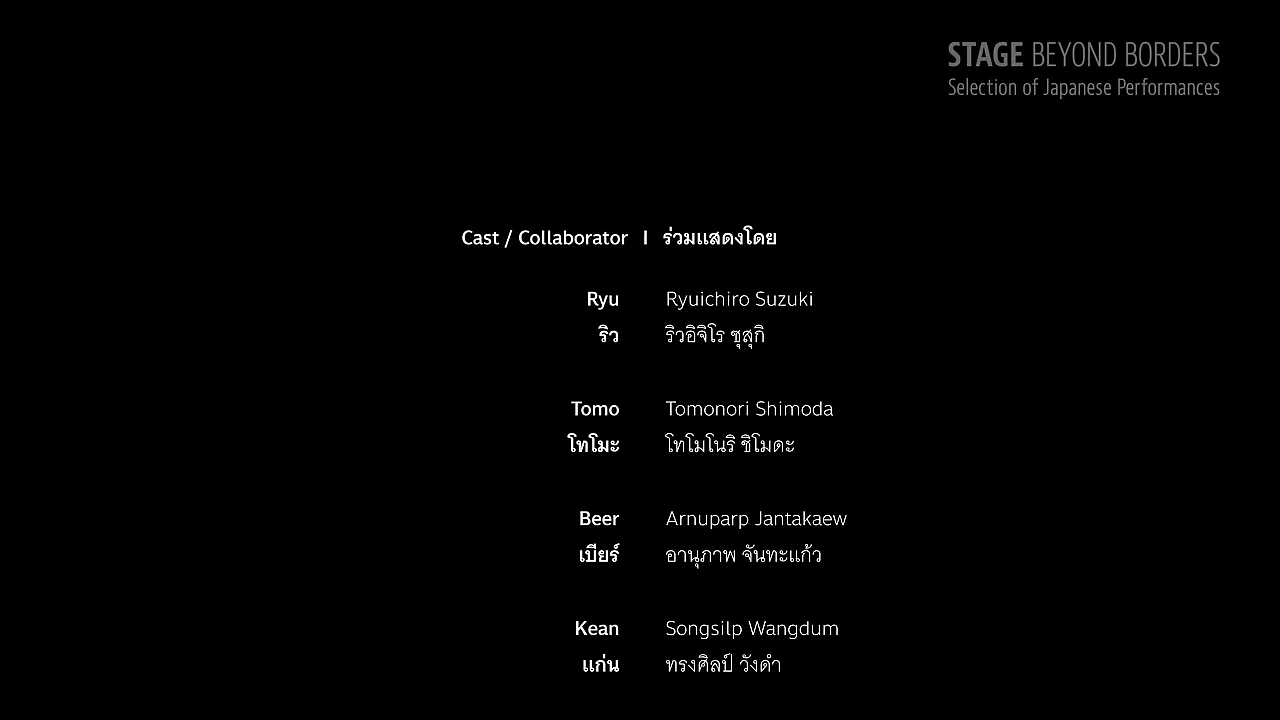 STAGE BEYOND BORDERS
Selection of Japanese Performances
Cast / Collaborator | ร่วมแสดงโดย
Ryu Ryuichiro Suzuki
ริว ริวอิจิโร ซุสุกิ
Tomo Tomonori Shimoda
โทโมะ โทโมโนริ ชิโมดะ
Beer Arnuparp Jantakaew
เบียร์ อานุภาพ จันทะแก้ว
Kean Songsilp Wangdum
แก่น ทรงศิลป์ วังดำ